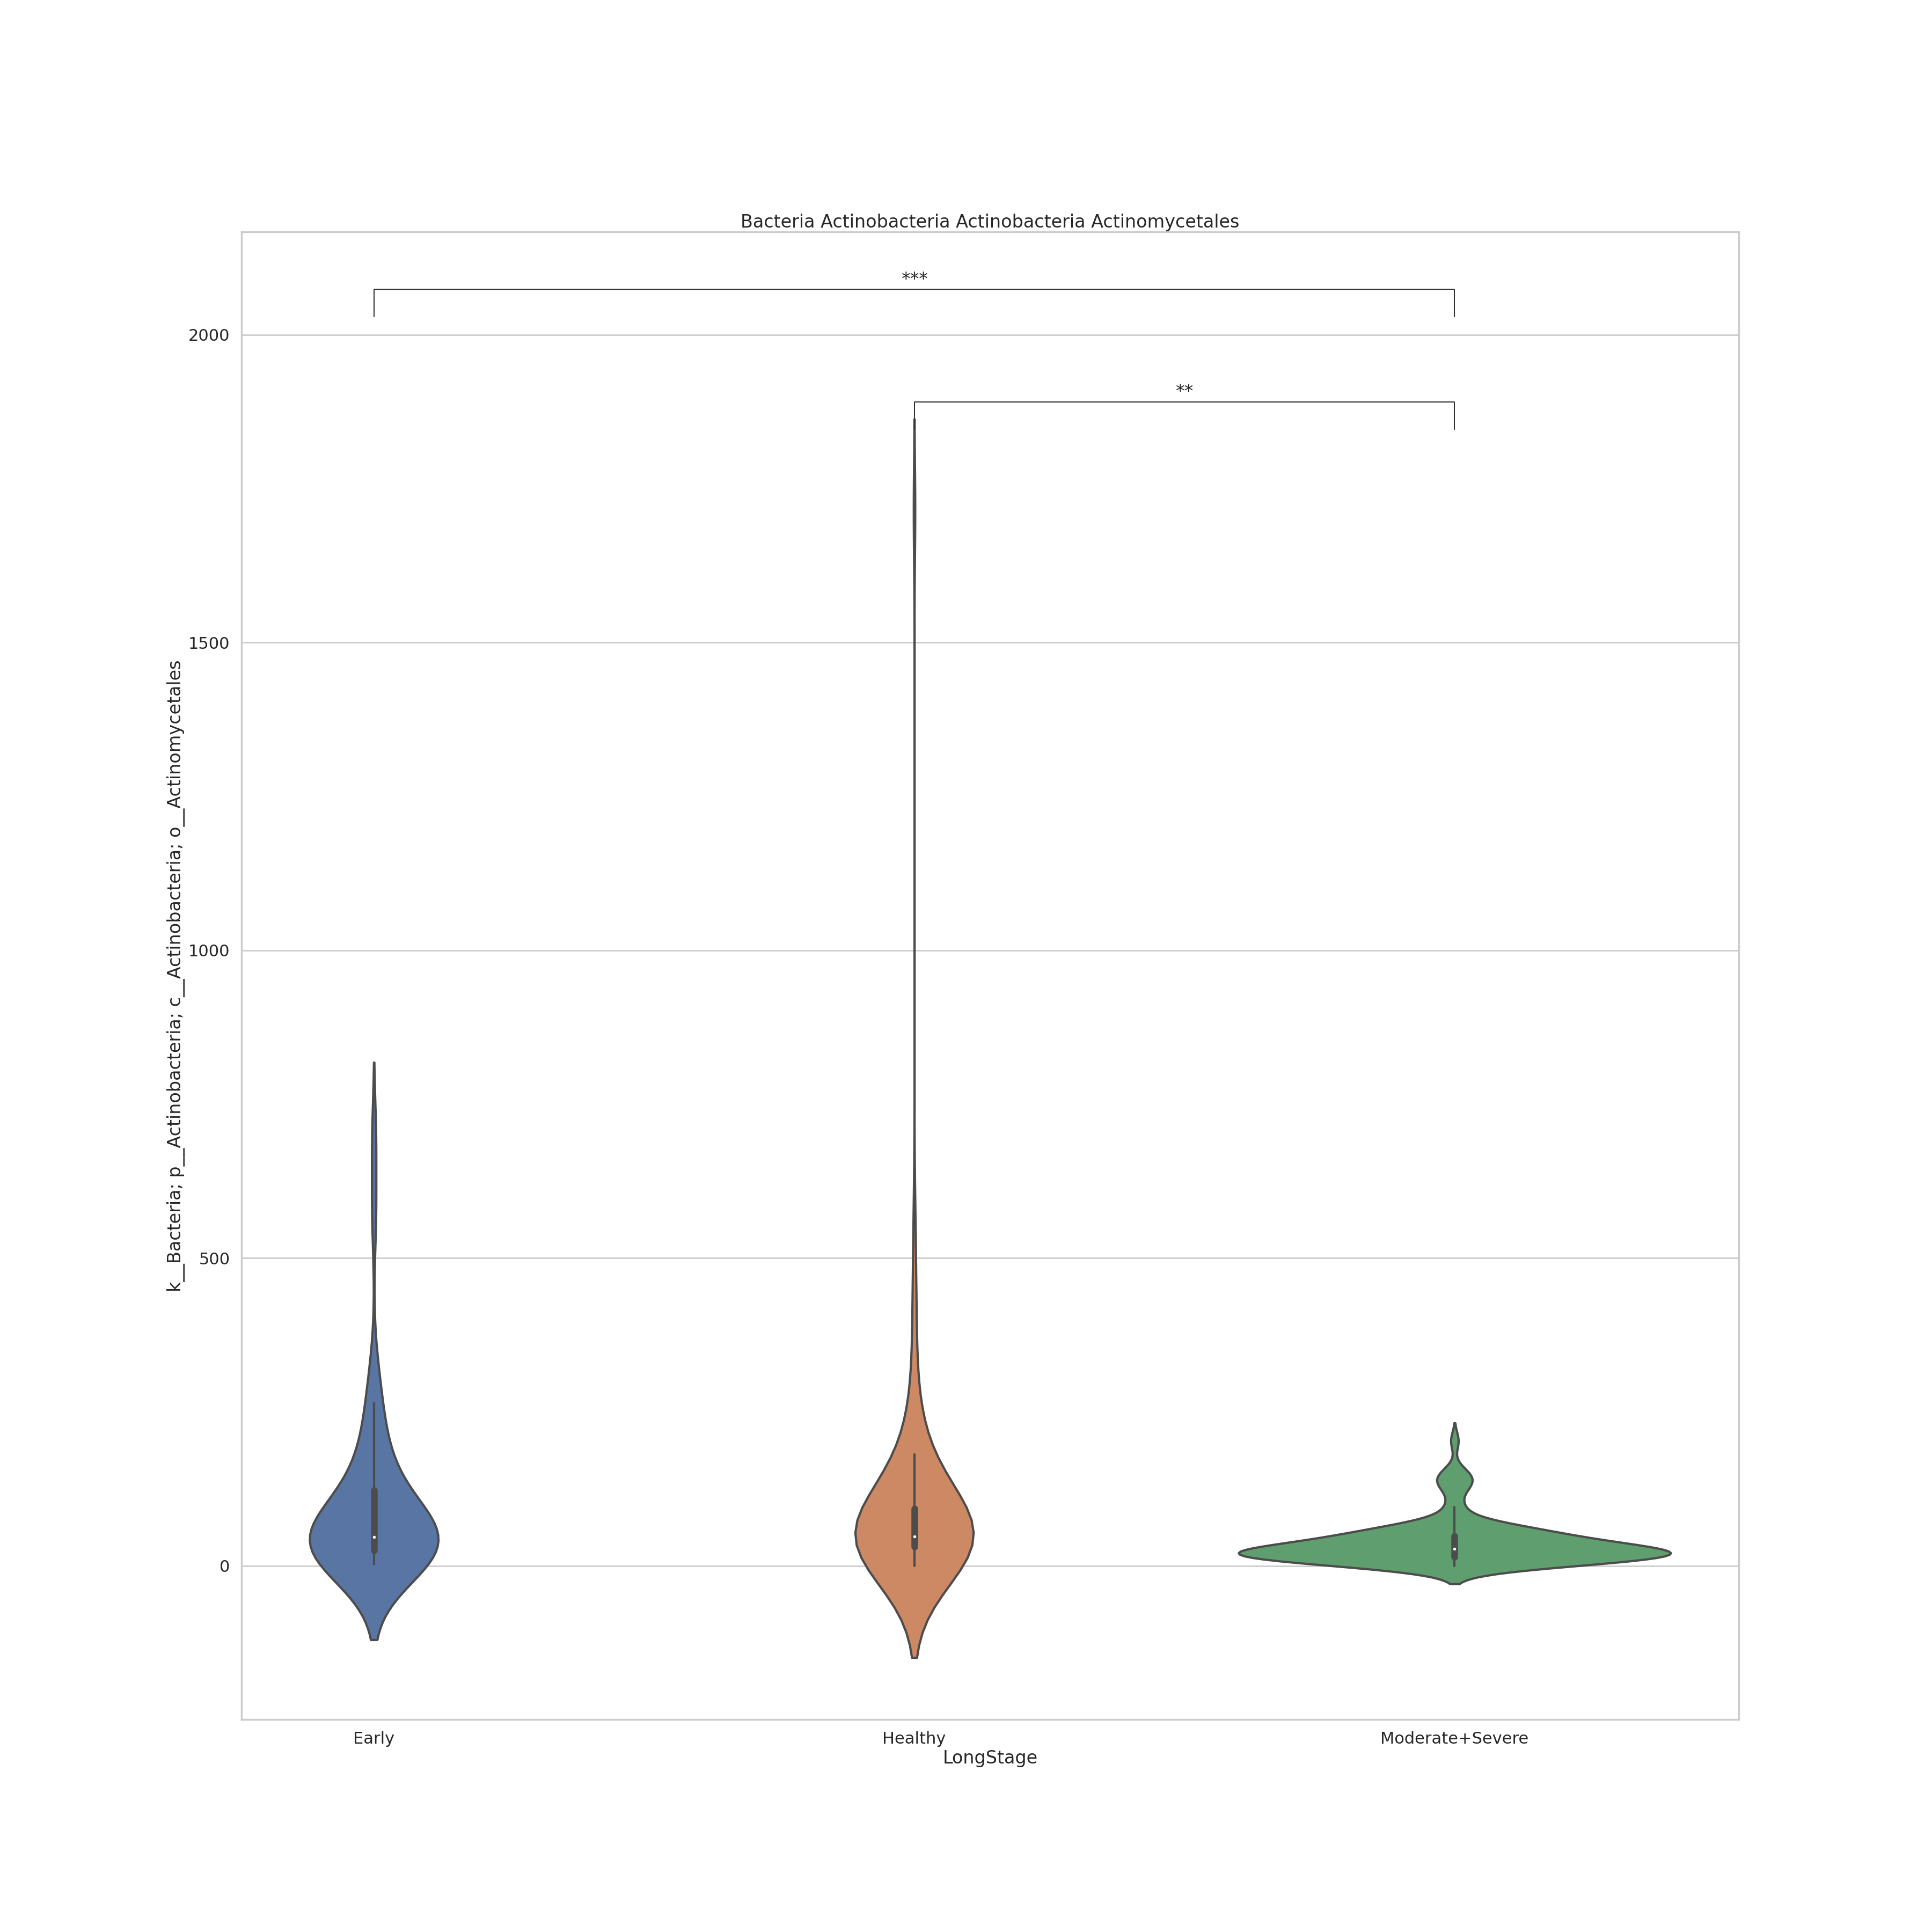 Bacteria Actinobacteria Actinobacteria Actinomycetales
***
**
2000
1500
1000
500
0
k__Bacteria; p__Actinobacteria; c__Actinobacteria; o__Actinomycetales
Early
Healthy
Moderate+Severe
LongStage